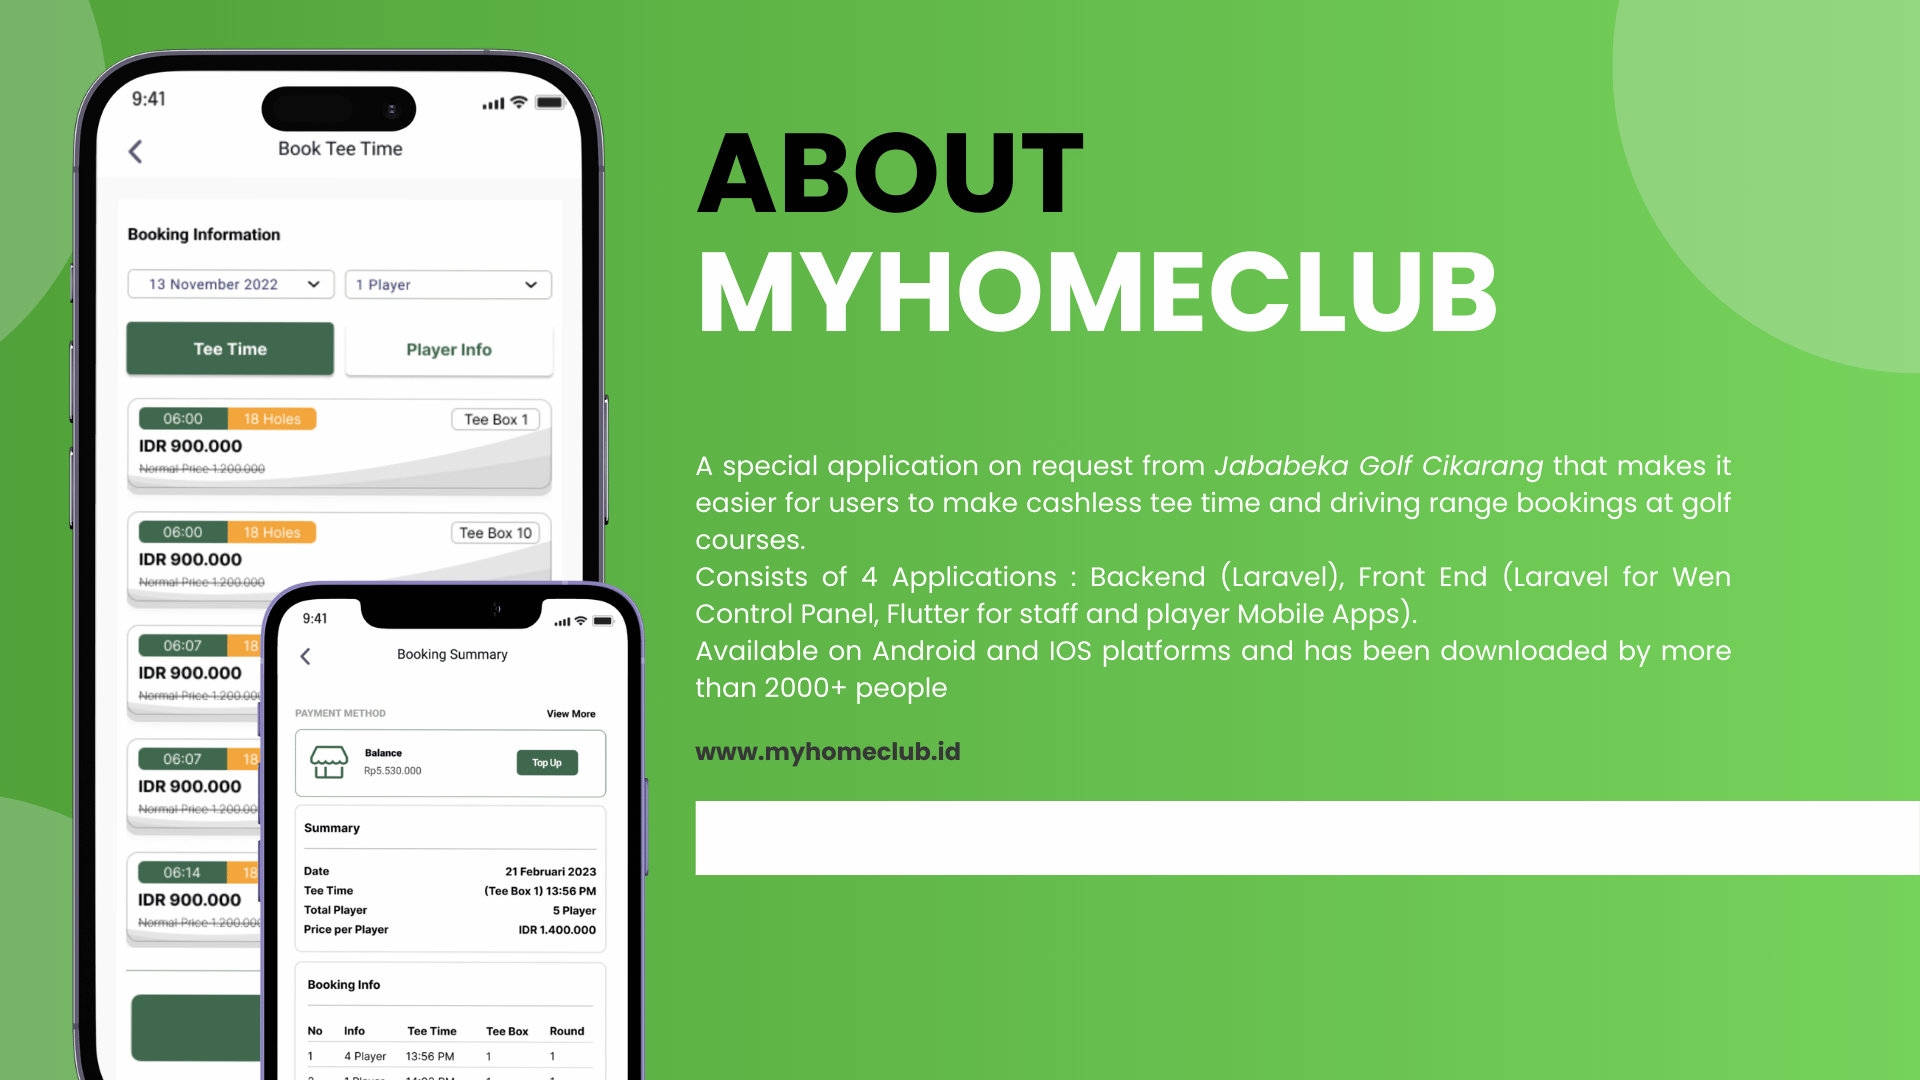 9:41
Book Tee Time
Booking Information
13 November 2022
1 Player
Tee Time
Player Info
06:00 18 Holes
Tee Box 1
IDR 900.000
Normal Price 1.200.000
06:00 18 Holes
Tee Box 10
IDR 900.000
Normal Price 1.200.000
06:07 18
IDR 900.000
Normal Price 1.200.000
06:07 18
IDR 900.000
Normal Price 1.200.00
06:14 18
IDR 900.000
Normal Price 1.200.000
9:41
Booking Summary
PAYMENT METHOD
View More
Balance
Rp5.530.000
Top Up
Summary
Date 21 Februari 2023
Tee Time (Tee Box 1) 13:56 PM
Total Player 5 Player
Price per Player IDR 1.400.000
Booking Info
No Info Tee Time Tee Box Round
1 4 Player 13:56 PM 1 1
ABOUT
MYHOMECLUB
A special application on request from Jababeka Golf Cikarang that makes it
easier for users to make cashless tee time and driving range bookings at golf
courses.
Consists of 4 Applications : Backend (Laravel), Front End (Laravel for Wen
Control Panel, Flutter for staff and player Mobile Apps).
Available on Android and IOS platforms and has been downloaded by more
than 2000+ people
www.myhomeclub.id